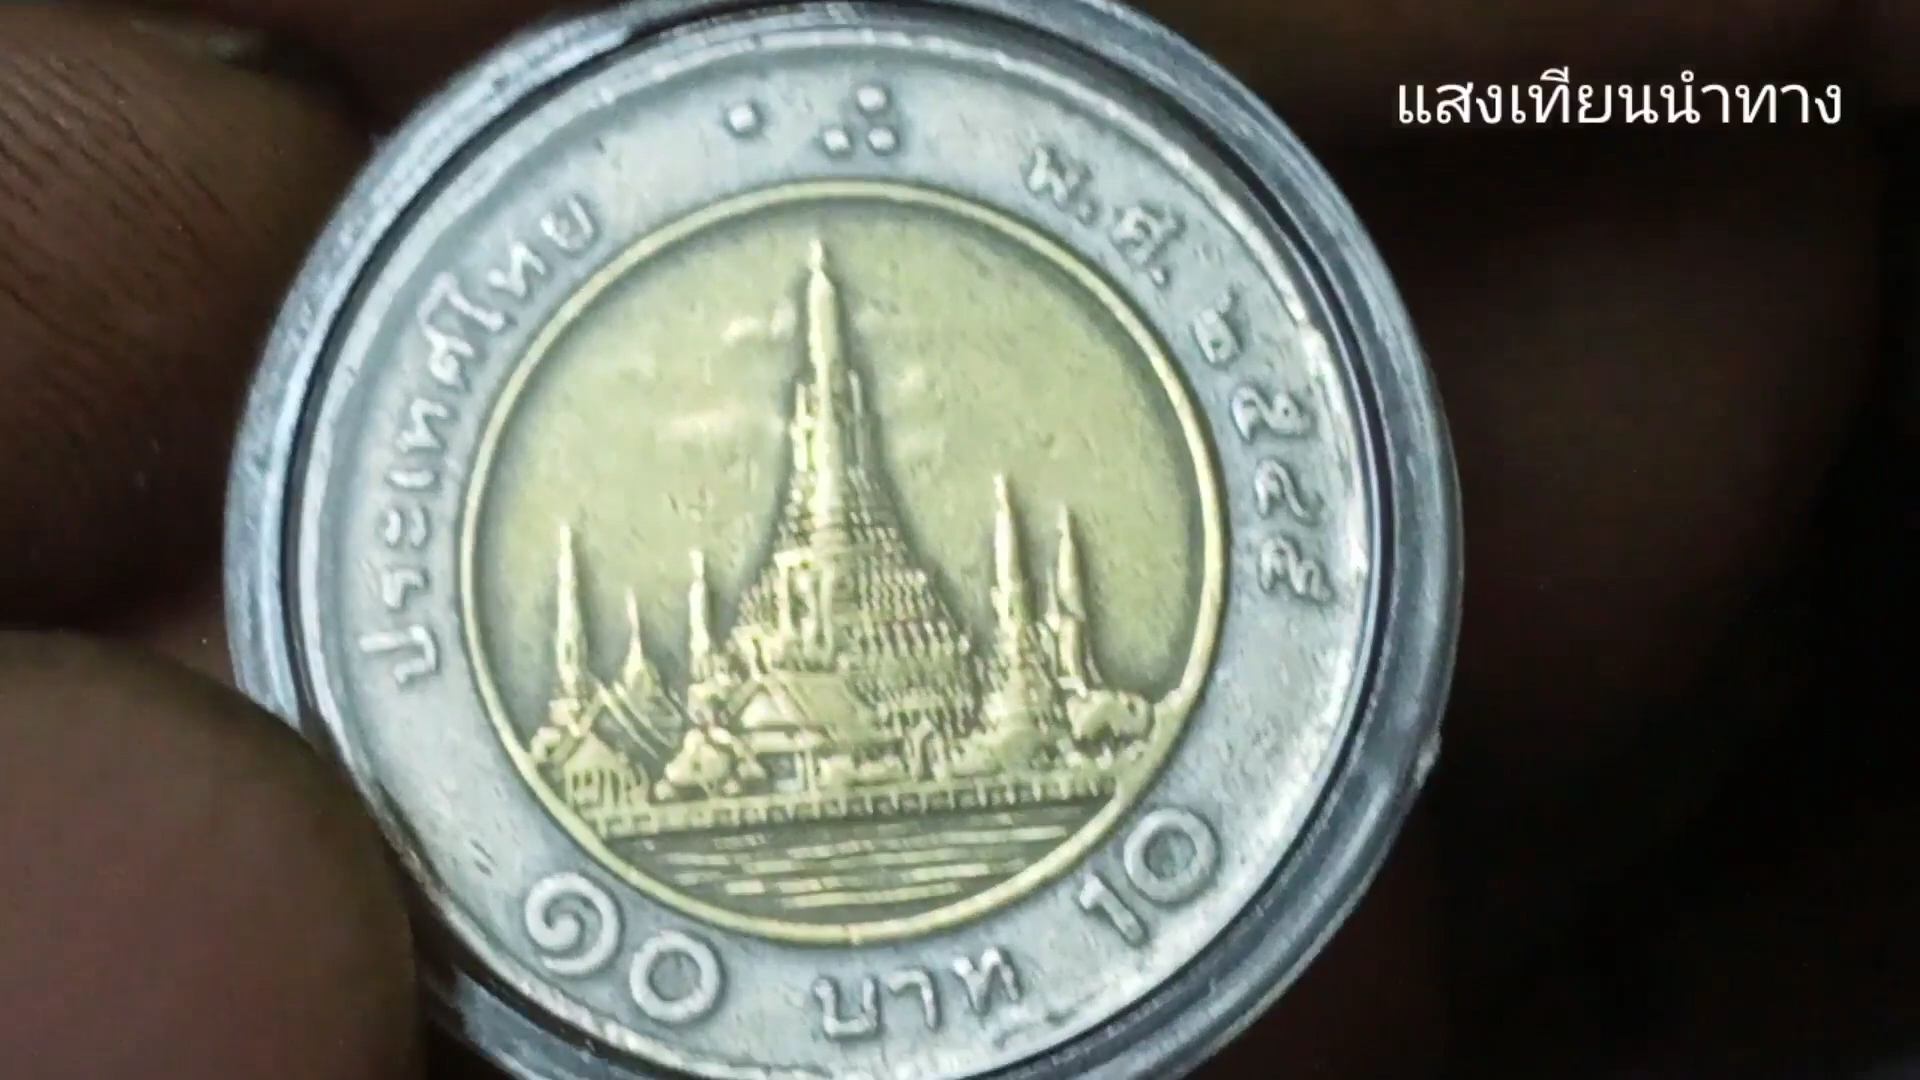 แสงเทียนนำทาง
ประเทศไทย
พ.ศ. ๒๕๔๕
๑๐ บาท 10